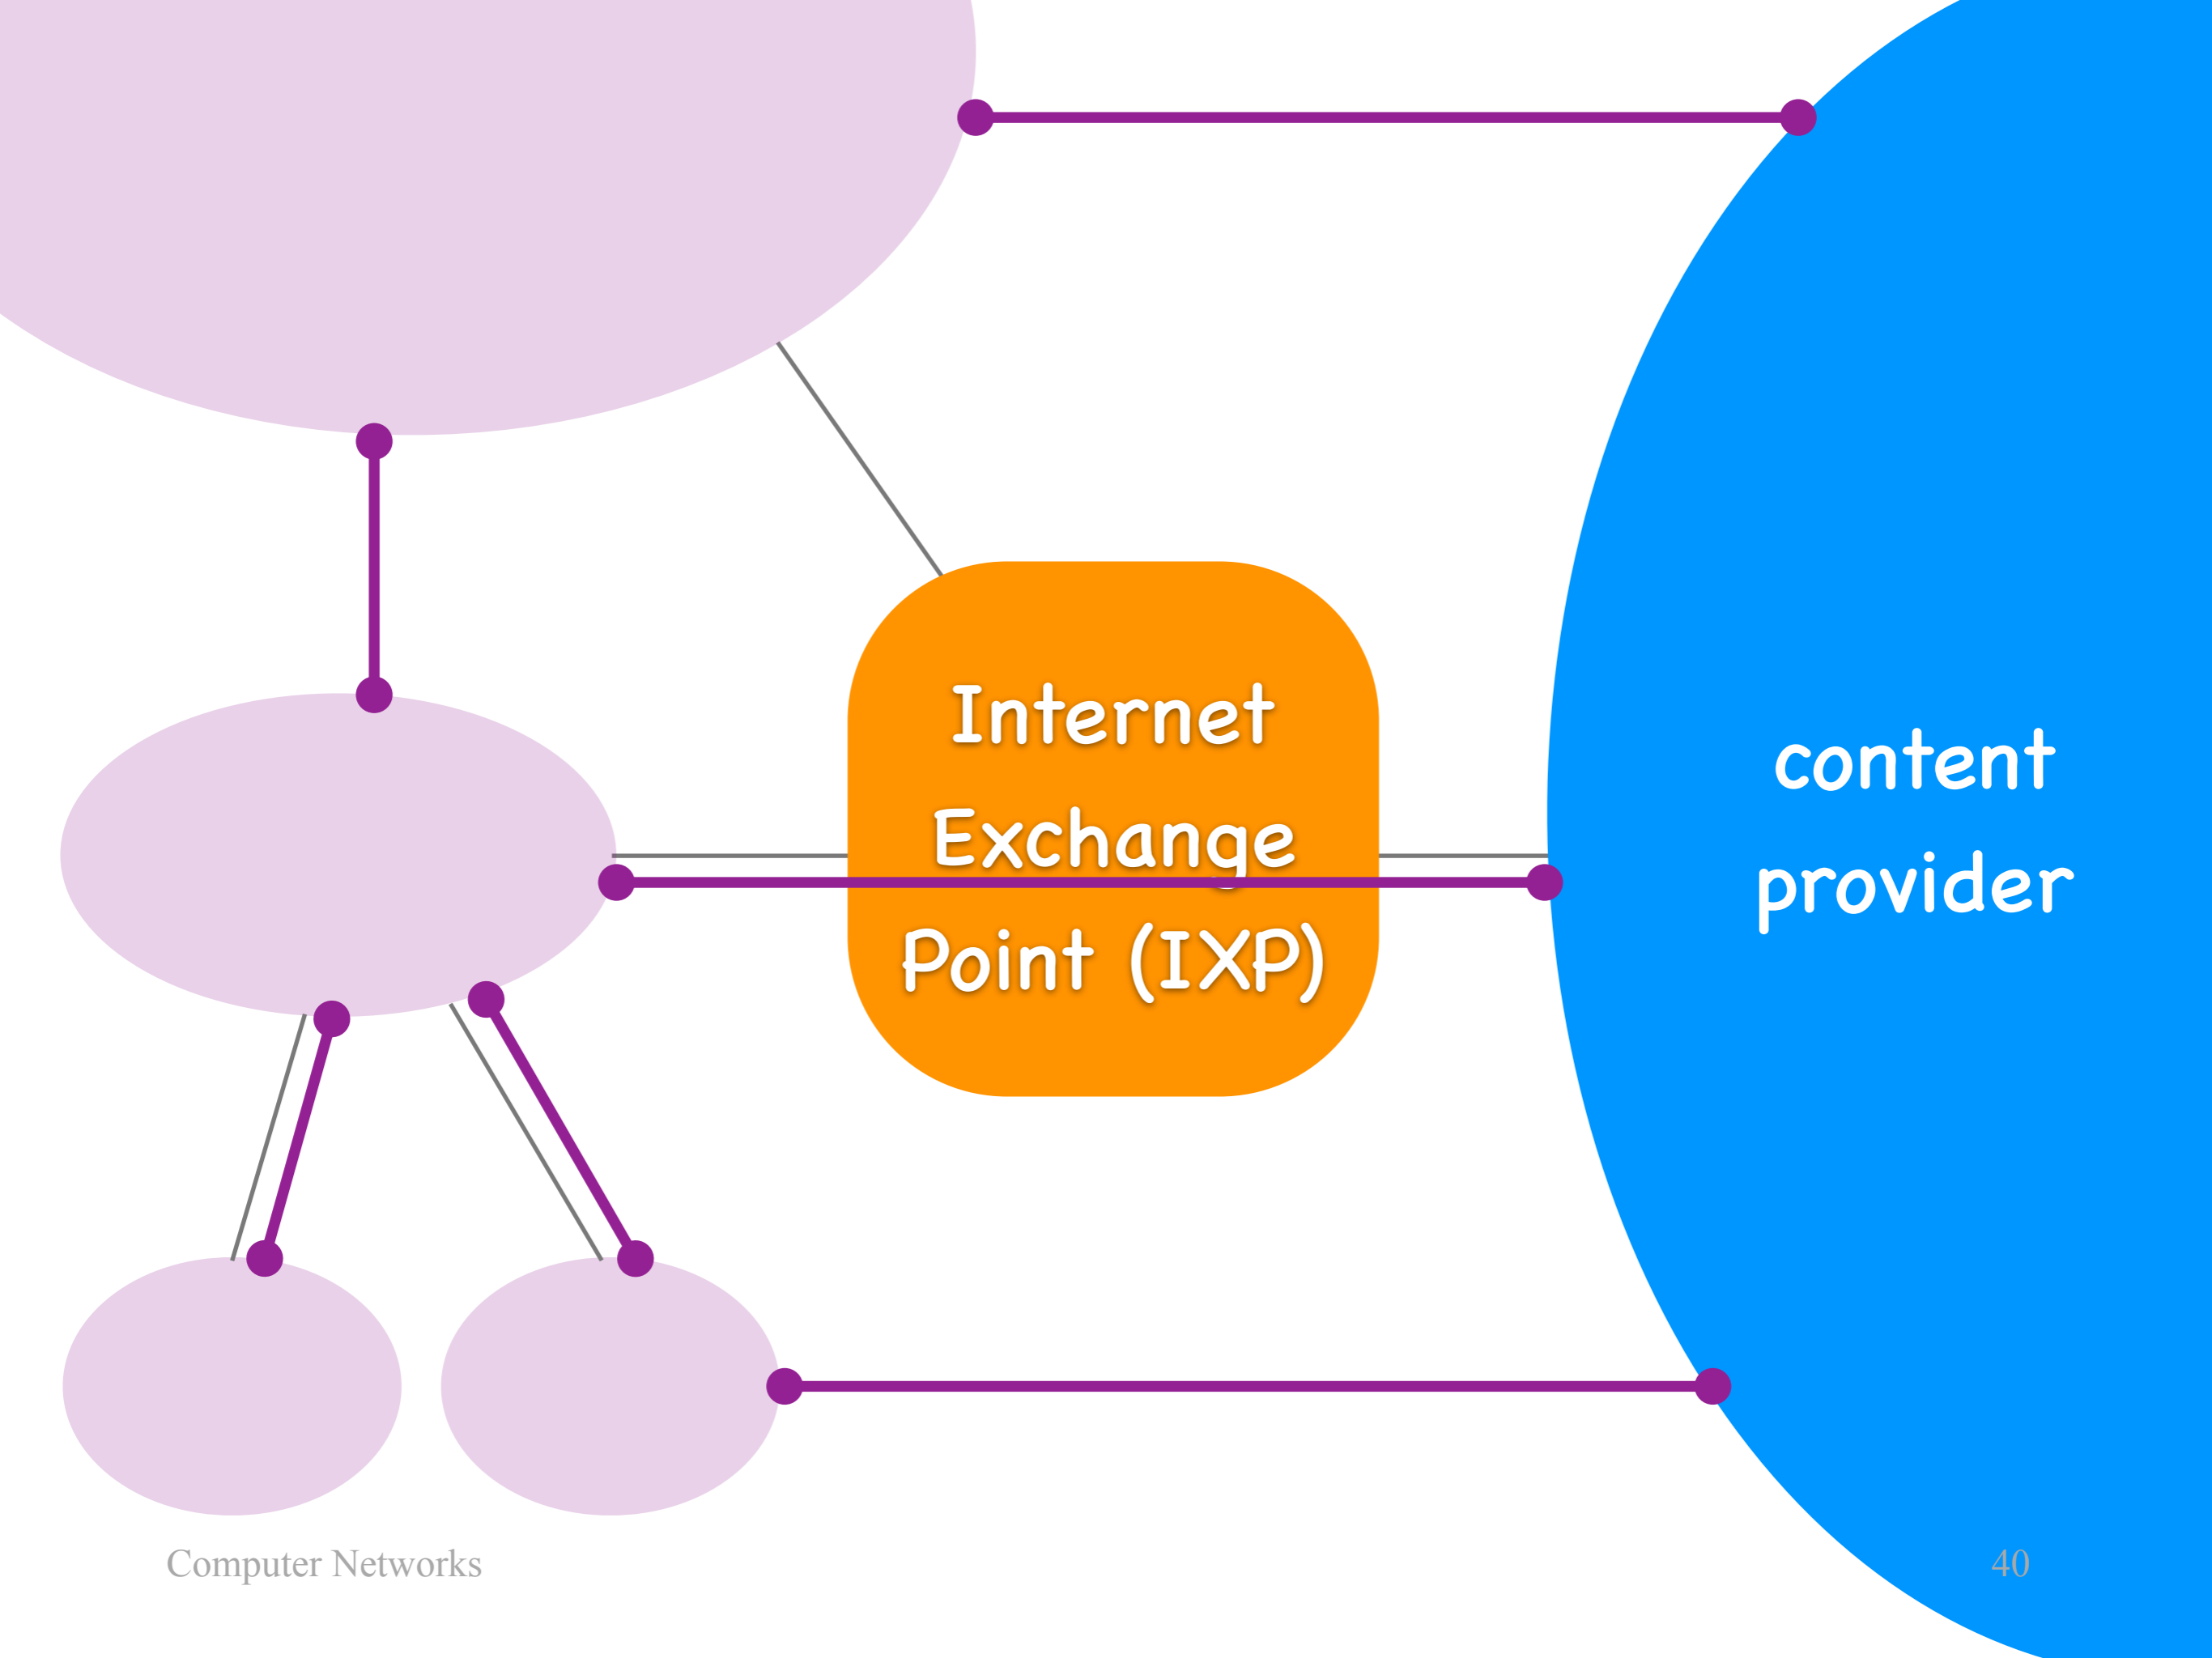 Internet
Exchange
Point (IXP)
content
provider
Computer Networks
40